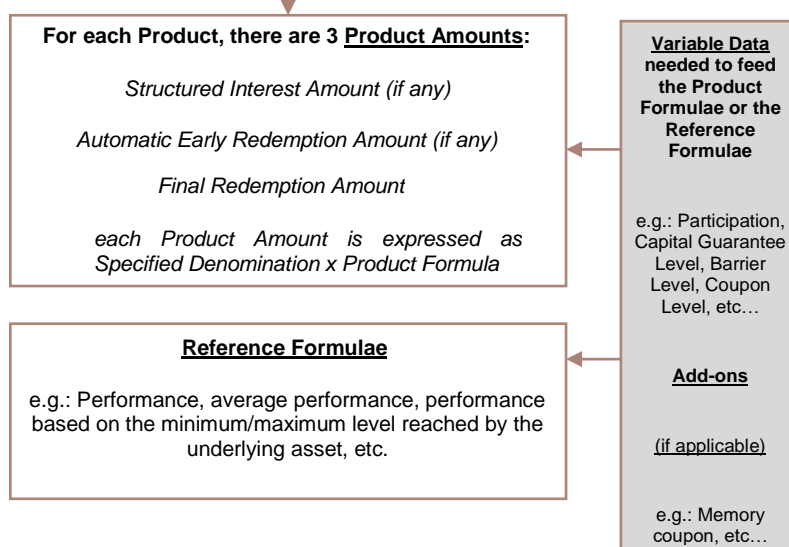 For each Product, there are 3 Product Amounts:
Structured Interest Amount (if any)
Automatic Early Redemption Amount (if any)
Final Redemption Amount
each Product Amount is expressed as
Specified Denomination x Product Formula
Reference Formulae
e.g.: Performance, average performance, performance
based on the minimum/maximum level reached by the
underlying asset, etc.
Variable Data
needed to feed
the Product
Formulae or the
Reference
Formulae
e.g.: Participation,
Capital Guarantee
Level, Barrier
Level, Coupon
Level, etc…
Add-ons
(if applicable)
e.g.: Memory
coupon, etc…